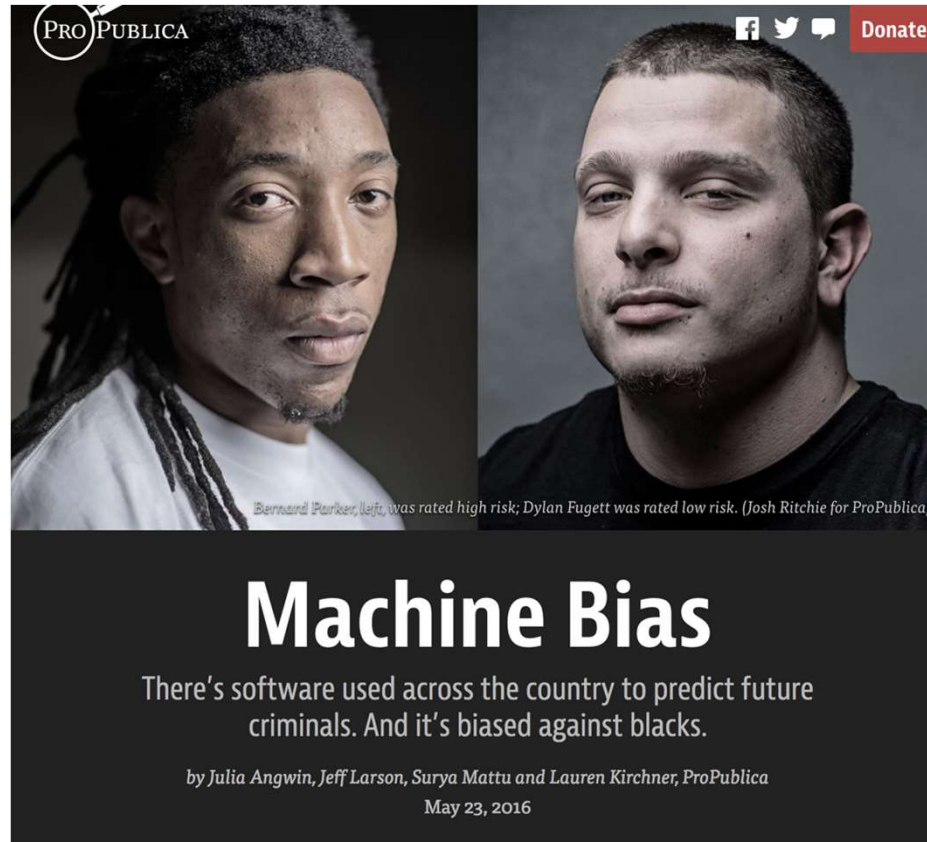 PROPUBLICA
Donate
Bernard Parker, left, was rated high risk; Dylan Fugett was rated low risk. (Josh Ritchie for ProPublica
Machine Bias
There's software used across the country to predict future
criminals. And it's biased against blacks.
by Julia Angwin, Jeff Larson, Surya Mattu and Lauren Kirchner, ProPublica
May 23, 2016